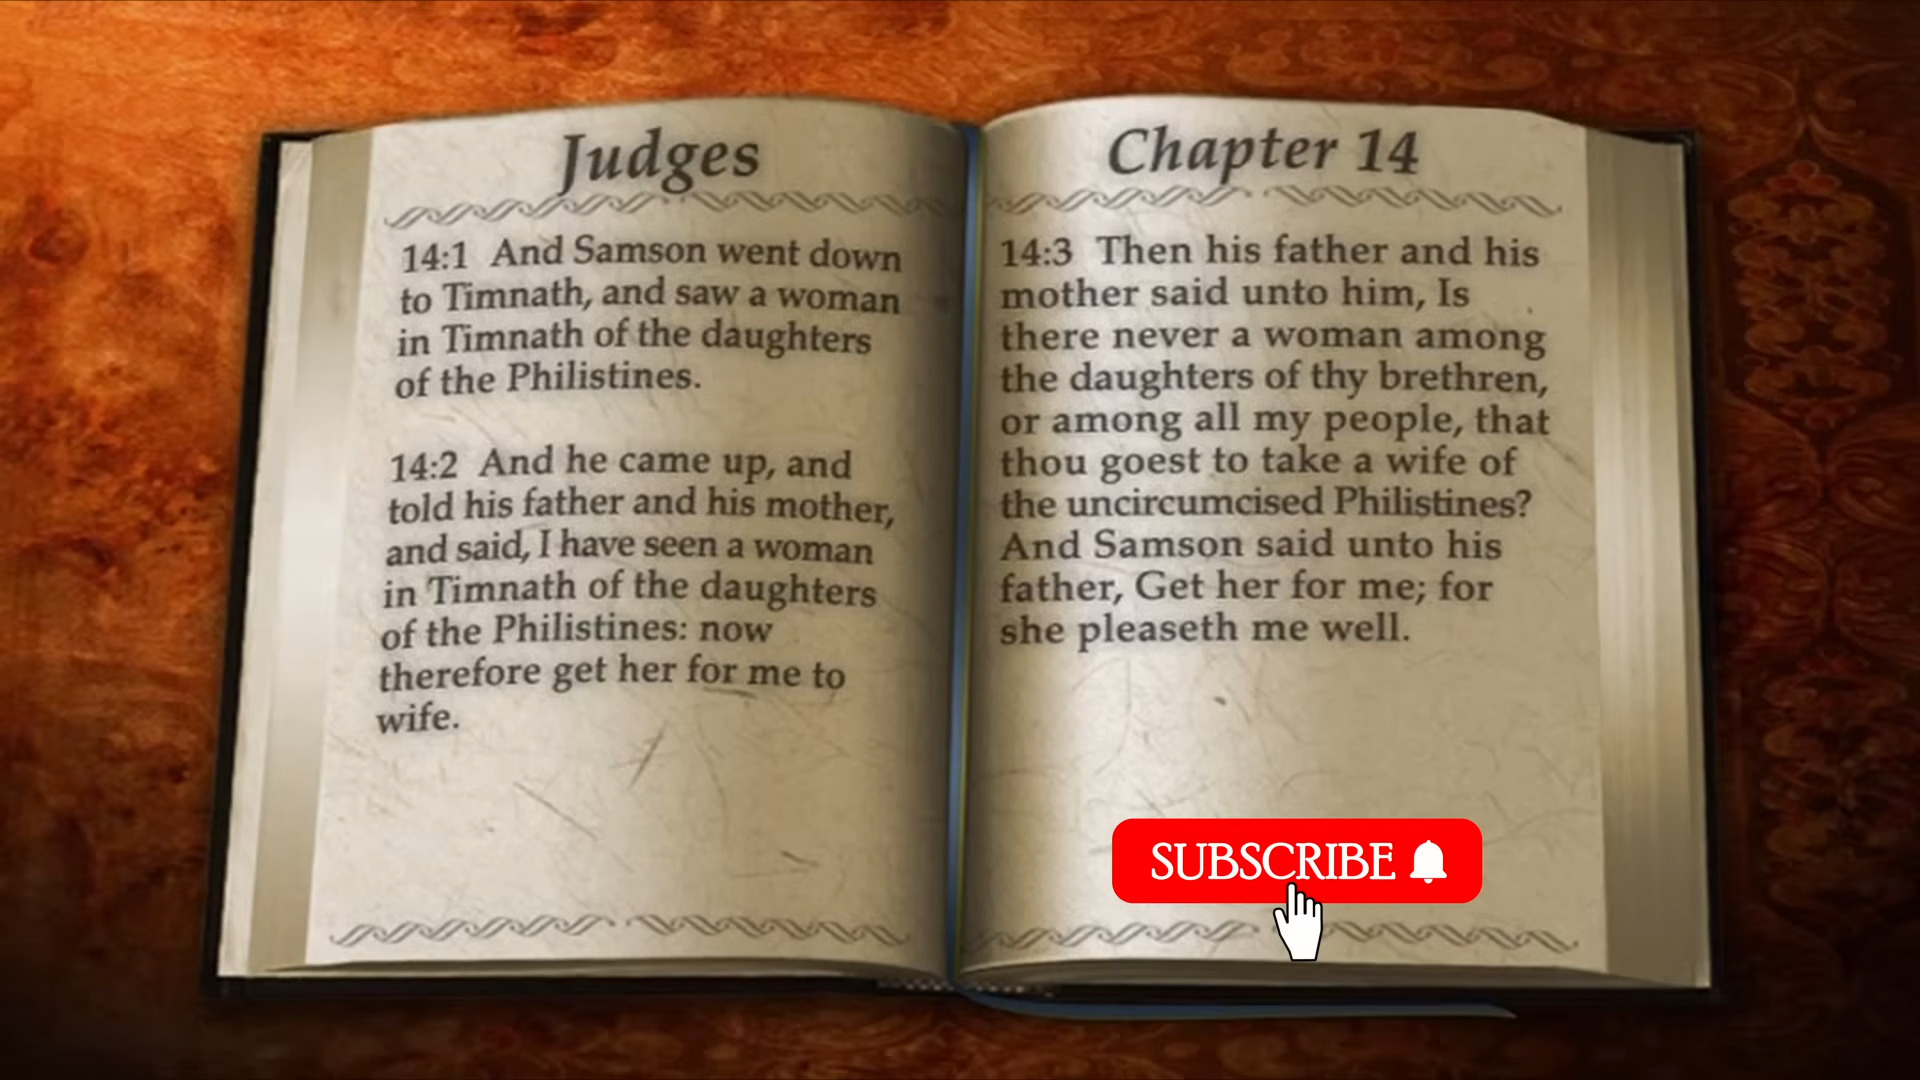 Judges
14:1 And Samson went down
to Timnath, and saw a woman
in Timnath of the daughters
of the Philistines.
14:2 And he came up, and
told his father and his mother,
and said, I have seen a woman
in Timnath of the daughters
of the Philistines: now
therefore get her for me to
wife.
Chapter 14
14:3 Then his father and his
mother said unto him, Is
there never a woman among
the daughters of thy brethren,
or among all my people, that
thou goest to take a wife of
the uncircumcised Philistines?
And Samson said unto his
father, Get her for me; for
she pleaseth me well.
SUBSCRIBE